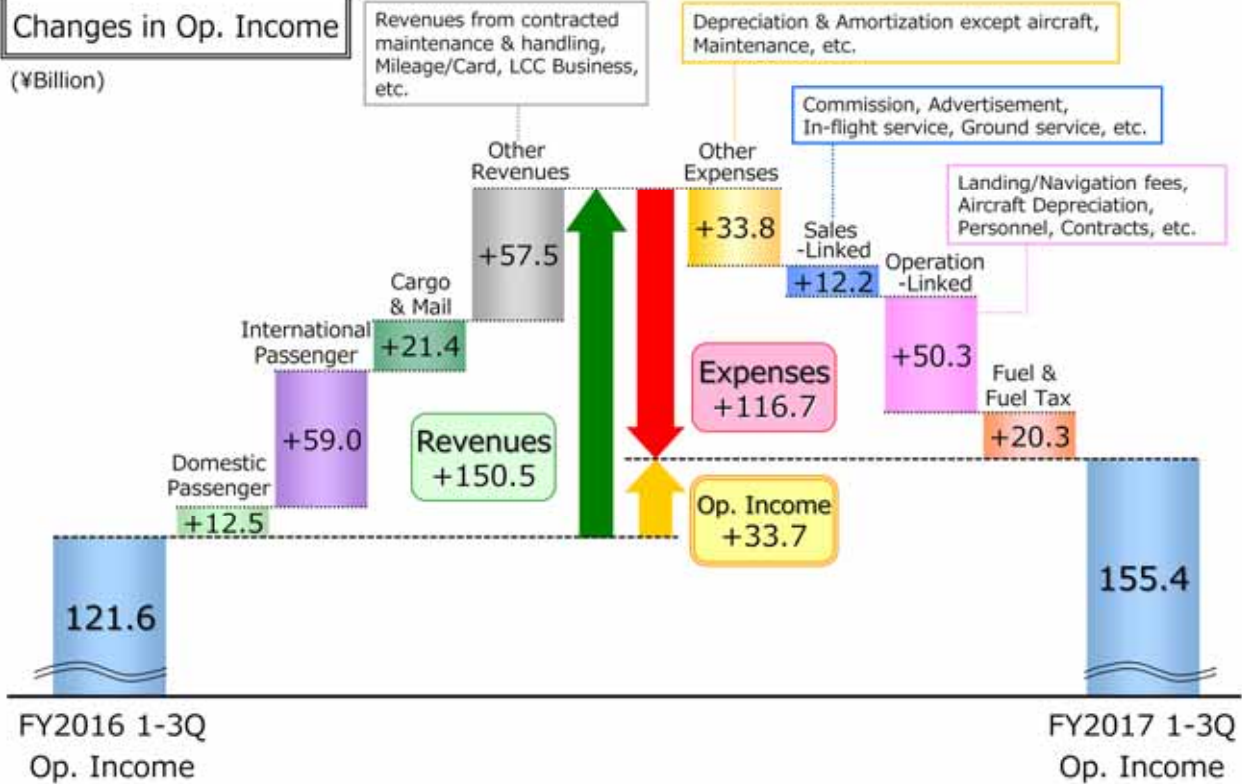 Changes in Op. Income
(¥Billion)
Revenues from contracted
maintenance & handling,
Mileage/Card, LCC Business,
etc.
Depreciation & Amortization except aircraft,
Maintenance, etc.
Commission, Advertisement,
In-flight service, Ground service, etc.
Landing/Navigation fees,
Aircraft Depreciation,
Personnel, Contracts, etc.
Other
Revenues
+57.5
Other
Expenses
+33.8
Sales
-Linked
+12.2
Operation
-Linked
+50.3
Cargo
& Mail
+21.4
International
Passenger
+59.0
Domestic
Passenger
+12.5
Revenues
+150.5
Expenses
+116.7
Op. Income
+33.7
Fuel &
Fuel Tax
+20.3
121.6
155.4
FY2016 1-3Q
Op. Income
FY2017 1-3Q
Op. Income